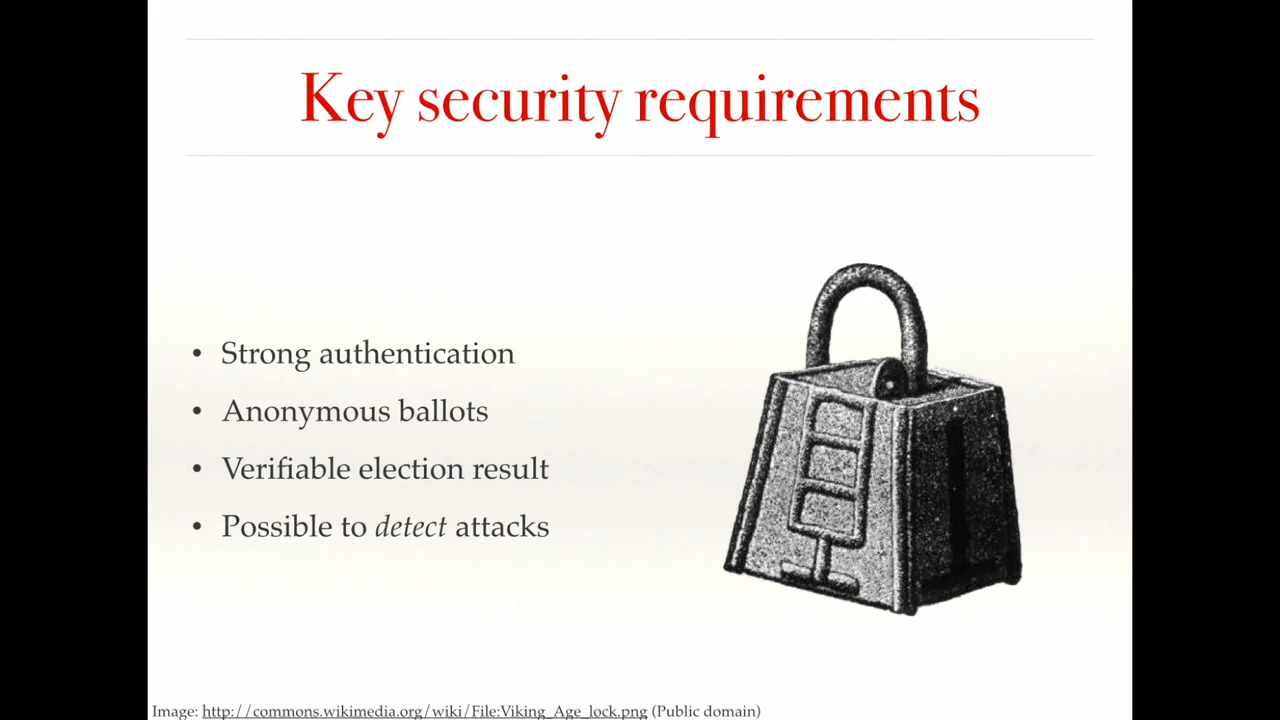 Key security requirements
• Strong authentication
• Anonymous ballots
• Verifiable election result
• Possible to detect attacks
Image: http://commons.wikimedia.org/wiki/File:Viking_Age_lock.png (Public domain)